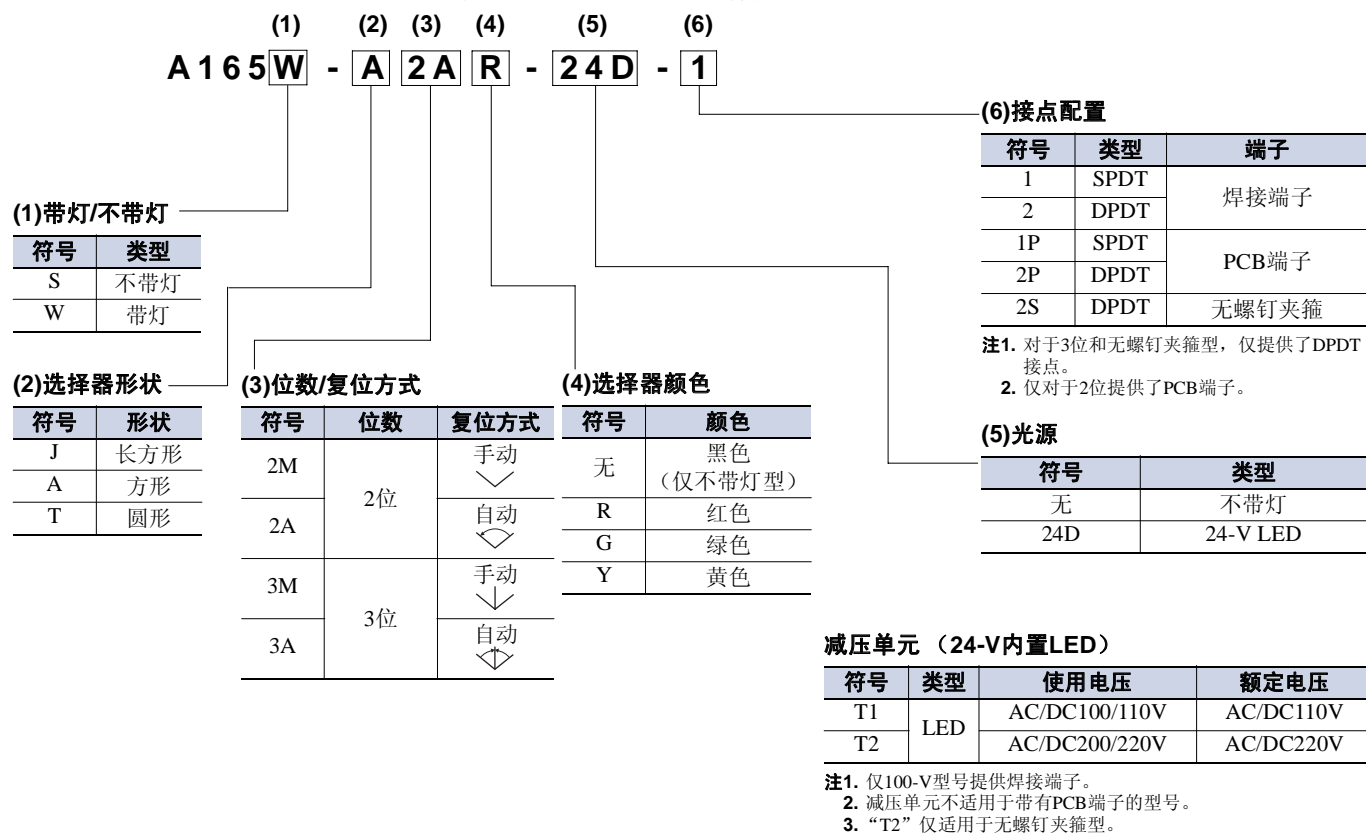 (1) (2) (3) (4) (5) (6)
A165W - A 2A R - 24D - 1
(1)带灯/不带灯
符号 类型
S 不带灯
W 带灯
(2)选择器形状
符号 形状
J 长方形
A 方形
T 圆形
(3)位数/复位方式
符号 位数 复位方式
2M 2位 手动
2A 自动
3M 3位 手动
3A 自动
(4)选择器颜色
符号 颜色
无 黑色
（仅不带灯型）
R 红色
G 绿色
Y 黄色
(6)接点配置
符号 类型 端子
1 SPDT 焊接端子
2 DPDT
1P SPDT PCB端子
2P DPDT
2S DPDT 无螺钉夹箍
注1. 对于3位和无螺钉夹箍型，仅提供了DPDT
接点。
2. 仅对于2位提供了PCB端子。
(5)光源
符号 类型
无 不带灯
24D 24-V LED
减压单元 （24-V内置LED）
符号 类型 使用电压 额定电压
T1 LED AC/DC100/110V AC/DC110V
T2 AC/DC200/220V AC/DC220V
注1. 仅100-V型号提供焊接端子。
2. 减压单元不适用于带有PCB端子的型号。
3. “T2”仅适用于无螺钉夹箍型。